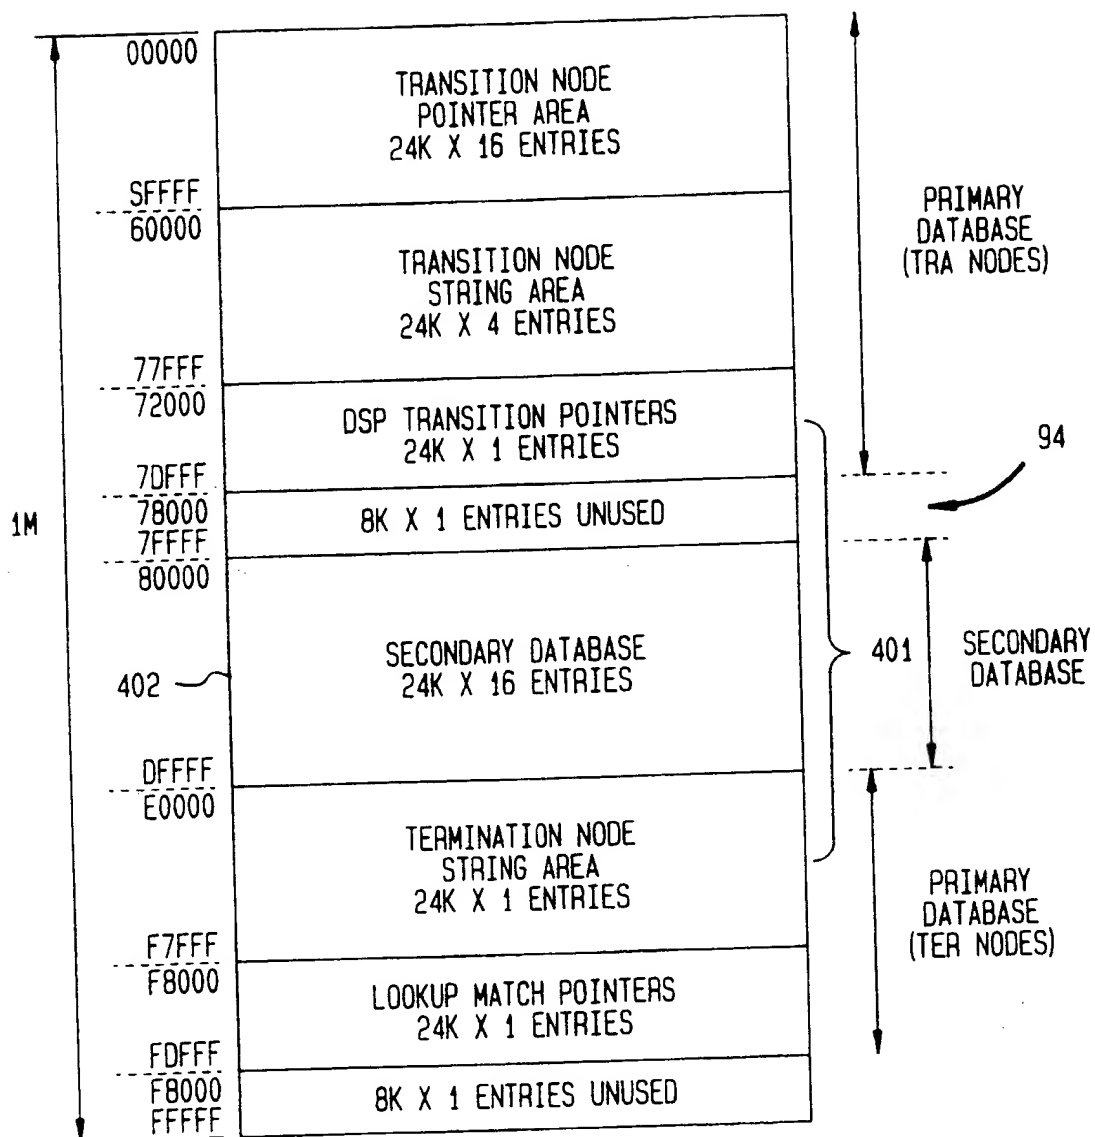 00000
TRANSITION NODE
POINTER AREA
24K X 16 ENTRIES
SFFFF
60000
TRANSITION NODE
STRING AREA
24K X 4 ENTRIES
77FFF
72000
DSP TRANSITION POINTERS
24K X 1 ENTRIES
7DFFF
78000
8K X 1 ENTRIES UNUSED
7FFFF
80000
SECONDARY DATABASE
24K X 16 ENTRIES
DFFFF
E0000
TERMINATION NODE
STRING AREA
24K X 1 ENTRIES
F7FFF
F8000
LOOKUP MATCH POINTERS
24K X 1 ENTRIES
FDFFF
F8000
8K X 1 ENTRIES UNUSED
FFFFF
1M
402
401
94
PRIMARY
DATABASE
(TRA NODES)
SECONDARY
DATABASE
PRIMARY
DATABASE
(TER NODES)